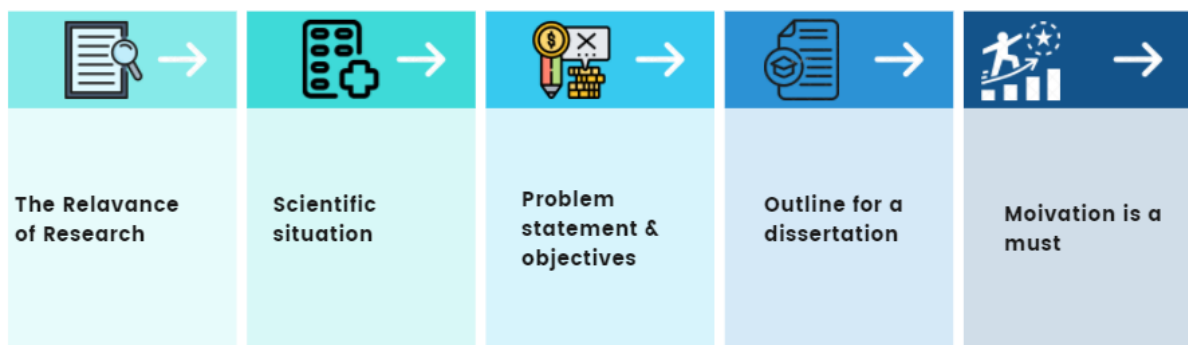 The Relavance
of Research
Scientific
situation
Problem
statement &
objectives
Outline for a
dissertation
Moivation is a
must